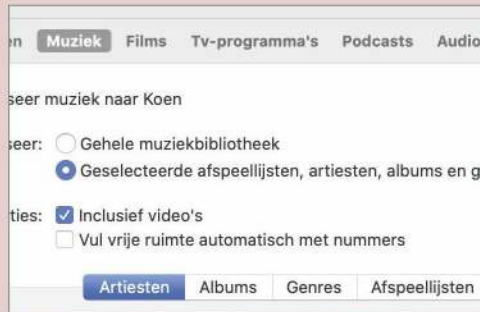 en Muziek Films Tv-programma's Podcasts Audio
seer muziek naar Koen
seer: Gehele muziekbibliotheek
Geselecteerde afspeellijsten, artiesten, albums en g
ties: Inclusief video's
Vul vrije ruimte automatisch met nummers
Artiesten Albums Genres Afspeellijsten